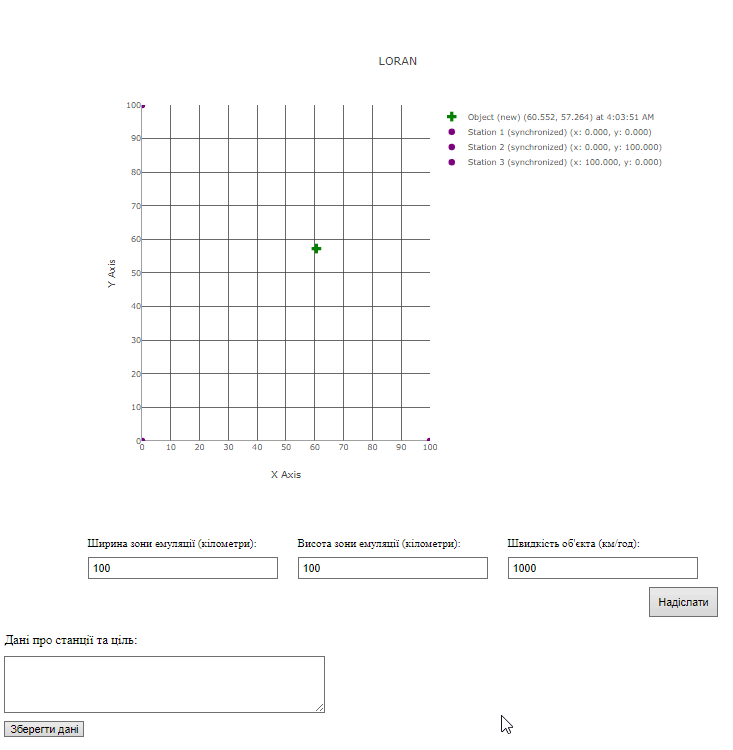 LORAN
100
90
80
70
60
50
40
30
20
10
0
Y Axis
0 10 20 30 40 50 60 70 80 90 100
X Axis
Object (new) (60.552, 57.264) at 4:03:51 AM
Station 1 (synchronized) (x: 0.000, y: 0.000)
Station 2 (synchronized) (x: 0.000, y: 100.000)
Station 3 (synchronized) (x: 100.000, y: 0.000)
Ширина зони емуляції (кілометри): Висота зони емуляції (кілометри): Швидкість об'єкта (км/год):
100 100 1000
Надіслати
Дані про станції та ціль:
Зберегти дані